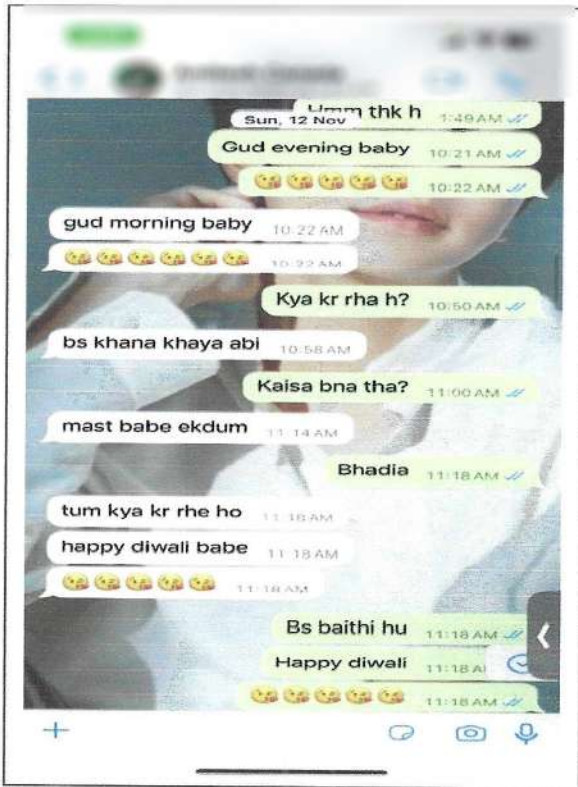 Umm thk h 1:49 AM
Sun, 12 Nov
Gud evening baby 10:21 AM
😘😘😘😘😘 10:22 AM
gud morning baby 10:22 AM
😘😘😘😘😘😘 10:22 AM
Kya kr rha h? 10:50 AM
bs khana khaya abi 10:58 AM
Kaisa bna tha? 11:00 AM
mast babe ekdum 11:14 AM
Bhadia 11:18 AM
tum kya kr rhe ho 11:18 AM
happy diwali babe 11:18 AM
😘😘😘😘😘 11:18 AM
Bs baithi hu 11:18 AM
Happy diwali 11:18 A
😘😘😘😘😘 11:18 AM